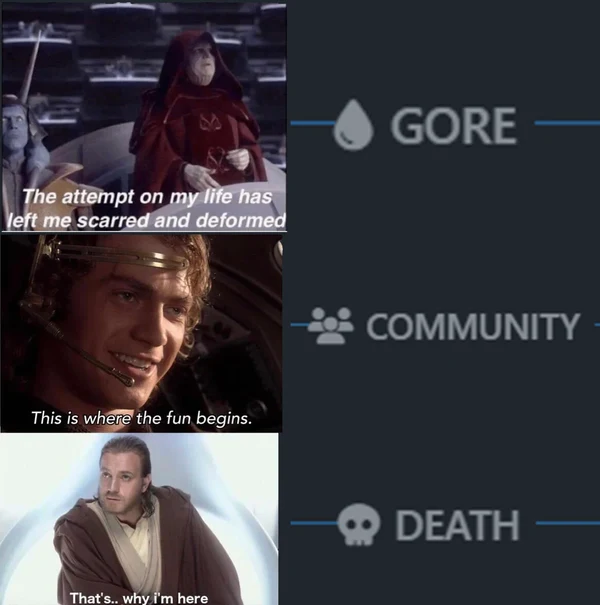 The attempt on my life has
left me scarred and deformed
GORE
This is where the fun begins.
COMMUNITY
That's.. why i'm here
DEATH